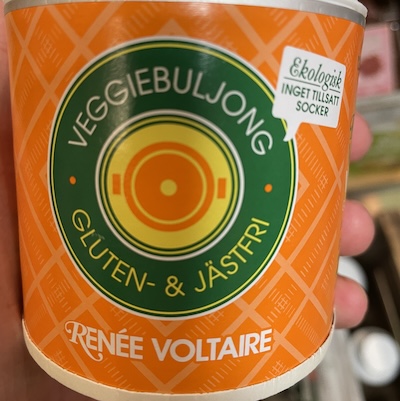 VEGGIEBULJONG
GLUTEN- & JÄSTFRI
Ekologisk
INGET TILLSATT
SOCKER
RENÉE VOLTAIRE